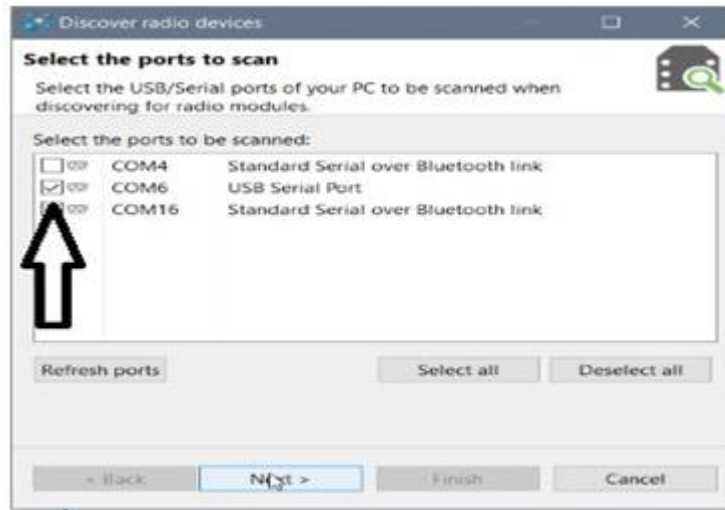 Discover radio devices
Select the ports to scan
Select the USB/Serial ports of your PC to be scanned when
discovering for radio modules.
Select the ports to be scanned:
COM4 Standard Serial over Bluetooth link
COM6 USB Serial Port
COM16 Standard Serial over Bluetooth link
Refresh ports Select all Deselect all
< Back Next > Finish Cancel